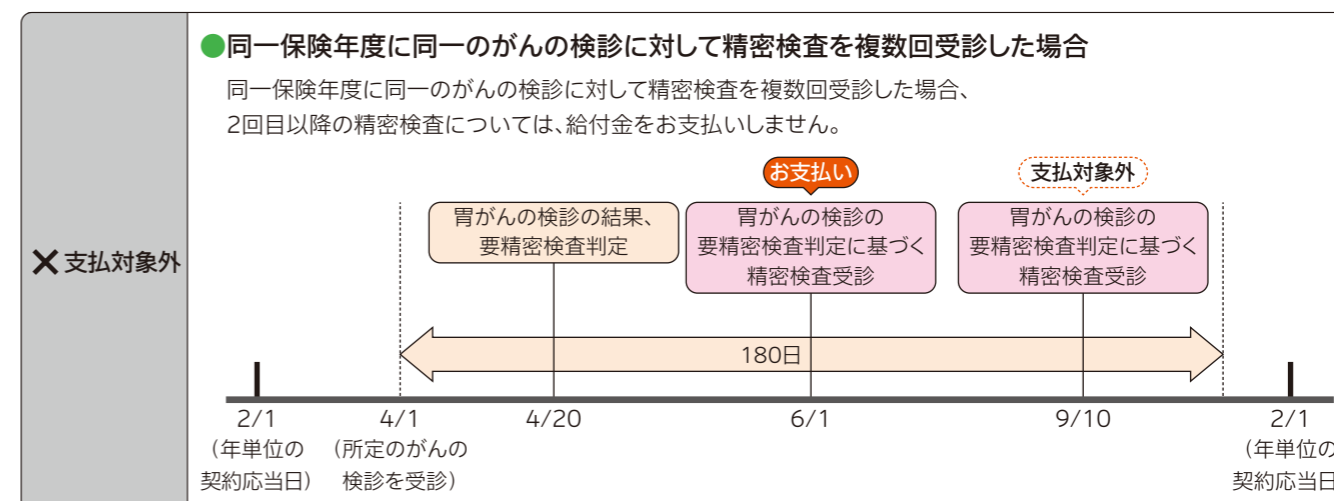 ✕支払対象外
●同一保険年度に同一のがんの検診に対して精密検査を複数回受診した場合
同一保険年度に同一のがんの検診に対して精密検査を複数回受診した場合、
2回目以降の精密検査については、給付金をお支払いしません。
お支払い
支払対象外
胃がんの検診の結果、
要精密検査判定
胃がんの検診の
要精密検査判定に基づく
精密検査受診
胃がんの検診の
要精密検査判定に基づく
精密検査受診
180日
2/1
(年単位の
契約応当日)
4/1
(所定のがんの
検診を受診)
4/20
6/1
9/10
2/1
(年単位の
契約応当日